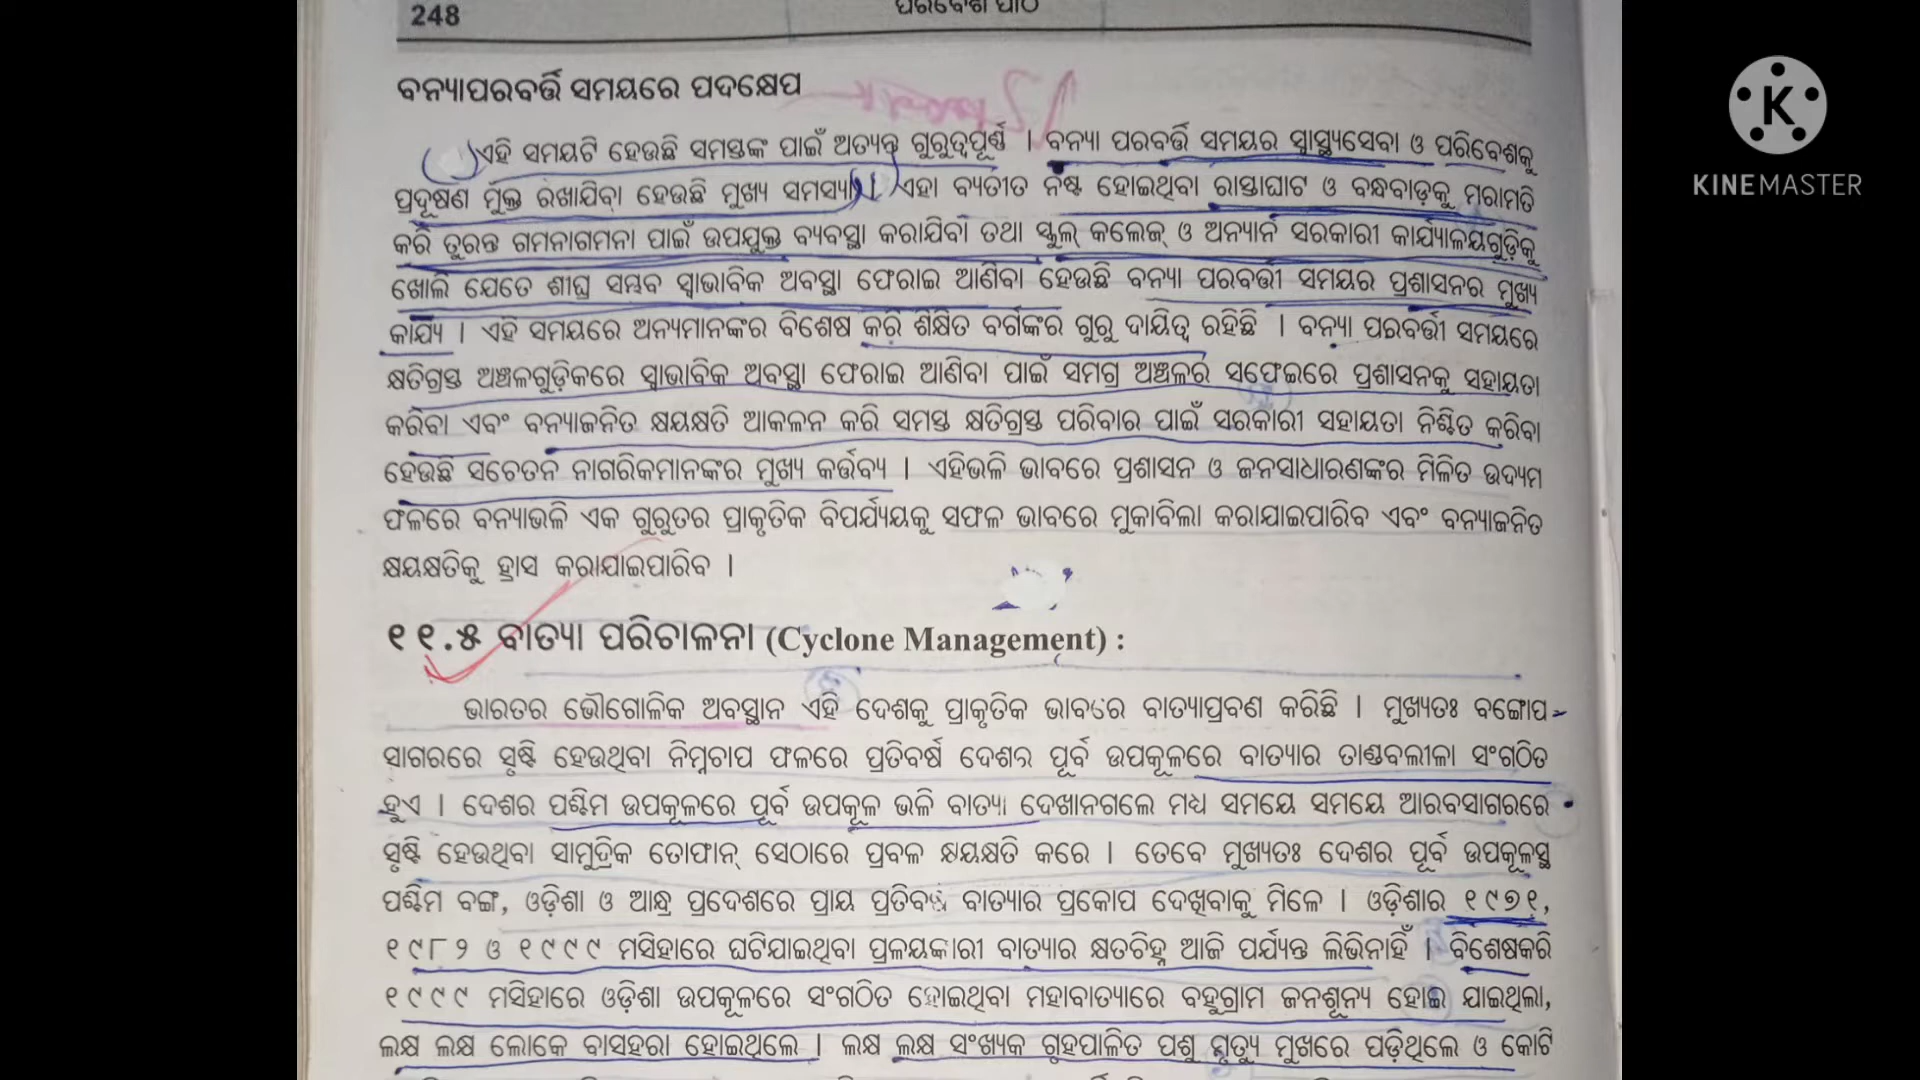 248
ପରିବେଶ ପାଠ
ବନ୍ୟାପରବର୍ତ୍ତି ସମୟରେ ପଦକ୍ଷେପ
ଏହି ସମୟଟି ହେଉଛି ସମସ୍ତଙ୍କ ପାଇଁ ଅତ୍ୟନ୍ତ ଗୁରୁତ୍ୱପୂର୍ଣ୍ଣ । ବନ୍ୟା ପରବର୍ତ୍ତି ସମୟର ସ୍ୱାସ୍ଥ୍ୟସେବା ଓ ପରିବେଶକୁ
ପ୍ରଦୂଷଣ ମୁକ୍ତ ରଖାଯିବା ହେଉଛି ମୁଖ୍ୟ ସମସ୍ୟା । ଏହା ବ୍ୟତୀତ ନଷ୍ଟ ହୋଇଥିବା ରାସ୍ତାଘାଟ ଓ ବନ୍ଧବାଡ଼କୁ ମରାମତି
କରି ତୁରନ୍ତ ଗମନାଗମନା ପାଇଁ ଉପଯୁକ୍ତ ବ୍ୟବସ୍ଥା କରାଯିବା ତଥା ସ୍କୁଲ୍ କଲେଜ୍ ଓ ଅନ୍ୟାନ ସରକାରୀ କାର୍ଯ୍ୟାଳୟଗୁଡ଼ିକୁ
ଖୋଲି ଯେତେ ଶୀଘ୍ର ସମ୍ଭବ ସ୍ୱାଭାବିକ ଅବସ୍ଥା ଫେରାଇ ଆଣିବା ହେଉଛି ବନ୍ୟା ପରବର୍ତ୍ତୀ ସମୟର ପ୍ରଶାସନର ମୁଖ୍ୟ
କାର୍ଯ୍ୟ । ଏହି ସମୟରେ ଅନ୍ୟମାନଙ୍କର ବିଶେଷ କରି ଶିକ୍ଷିତ ବର୍ଗଙ୍କର ଗୁରୁ ଦାୟିତ୍ୱ ରହିଛି । ବନ୍ୟା ପରବର୍ତ୍ତୀ ସମୟରେ
କ୍ଷତିଗ୍ରସ୍ତ ଅଞ୍ଚଳଗୁଡ଼ିକରେ ସ୍ୱାଭାବିକ ଅବସ୍ଥା ଫେରାଇ ଆଣିବା ପାଇଁ ସମଗ୍ର ଅଞ୍ଚଳର ସଫେଇରେ ପ୍ରଶାସନକୁ ସହାୟତା
କରିବା ଏବଂ ବନ୍ୟାଜନିତ କ୍ଷୟକ୍ଷତି ଆକଳନ କରି ସମସ୍ତ କ୍ଷତିଗ୍ରସ୍ତ ପରିବାର ପାଇଁ ସରକାରୀ ସହାୟତା ନିଶ୍ଚିତ କରିବା
ହେଉଛି ସଚେତନ ନାଗରିକମାନଙ୍କର ମୁଖ୍ୟ କର୍ତ୍ତବ୍ୟ । ଏହିଭଳି ଭାବରେ ପ୍ରଶାସନ ଓ ଜନସାଧାରଣଙ୍କର ମିଳିତ ଉଦ୍ୟମ
ଫଳରେ ବନ୍ୟାଭଳି ଏକ ଗୁରୁତର ପ୍ରାକୃତିକ ବିପର୍ଯ୍ୟୟକୁ ସଫଳ ଭାବରେ ମୁକାବିଲା କରାଯାଇପାରିବ ଏବଂ ବନ୍ୟାଜନିତ
କ୍ଷୟକ୍ଷତିକୁ ହ୍ରାସ କରାଯାଇପାରିବ ।
୧୧.୫ ବାତ୍ୟା ପରିଚାଳନା (Cyclone Management) :
ଭାରତର ଭୌଗୋଳିକ ଅବସ୍ଥାନ ଏହି ଦେଶକୁ ପ୍ରାକୃତିକ ଭାବରେ ବାତ୍ୟାପ୍ରବଣ କରିଛି । ମୁଖ୍ୟତଃ ବଙ୍ଗୋପ-
ସାଗରରେ ସୃଷ୍ଟି ହେଉଥିବା ନିମ୍ନଚାପ ଫଳରେ ପ୍ରତିବର୍ଷ ଦେଶର ପୂର୍ବ ଉପକୂଳରେ ବାତ୍ୟାର ତାଣ୍ଡବଲୀଳା ସଂଗଠିତ
ହୁଏ । ଦେଶର ପଶ୍ଚିମ ଉପକୂଳରେ ପୂର୍ବ ଉପକୂଳ ଭଳି ବାତ୍ୟା ଦେଖାନଗଲେ ମଧ୍ୟ ସମୟେ ସମୟେ ଆରବସାଗରରେ
ସୃଷ୍ଟି ହେଉଥିବା ସାମୁଦ୍ରିକ ତୋଫାନ୍ ସେଠାରେ ପ୍ରବଳ କ୍ଷୟକ୍ଷତି କରେ । ତେବେ ମୁଖ୍ୟତଃ ଦେଶର ପୂର୍ବ ଉପକୂଳସ୍ଥ
ପଶ୍ଚିମ ବଙ୍ଗ, ଓଡ଼ିଶା ଓ ଆନ୍ଧ୍ର ପ୍ରଦେଶରେ ପ୍ରାୟ ପ୍ରତିବର୍ଷ ବାତ୍ୟାର ପ୍ରକୋପ ଦେଖିବାକୁ ମିଳେ । ଓଡ଼ିଶାର ୧୯୭୧,
୧୯୮୨ ଓ ୧୯୯୯ ମସିହାରେ ଘଟିଯାଇଥିବା ପ୍ରଳୟଙ୍କାରୀ ବାତ୍ୟାର କ୍ଷତଚିହ୍ନ ଆଜି ପର୍ଯ୍ୟନ୍ତ ଲିଭିନାହିଁ । ବିଶେଷକରି
୧୯୯୯ ମସିହାରେ ଓଡ଼ିଶା ଉପକୂଳରେ ସଂଗଠିତ ହୋଇଥିବା ମହାବାତ୍ୟାରେ ବହୁଗ୍ରାମ ଜନଶୂନ୍ୟ ହୋଇ ଯାଇଥିଲା,
ଲକ୍ଷ ଲକ୍ଷ ଲୋକେ ବାସହରା ହୋଇଥିଲେ । ଲକ୍ଷ ଲକ୍ଷ ସଂଖ୍ୟକ ଗୃହପାଳିତ ପଶୁ ମୃତ୍ୟୁ ମୁଖରେ ପଡ଼ିଥିଲେ ଓ କୋଟି
K
KINEMASTER